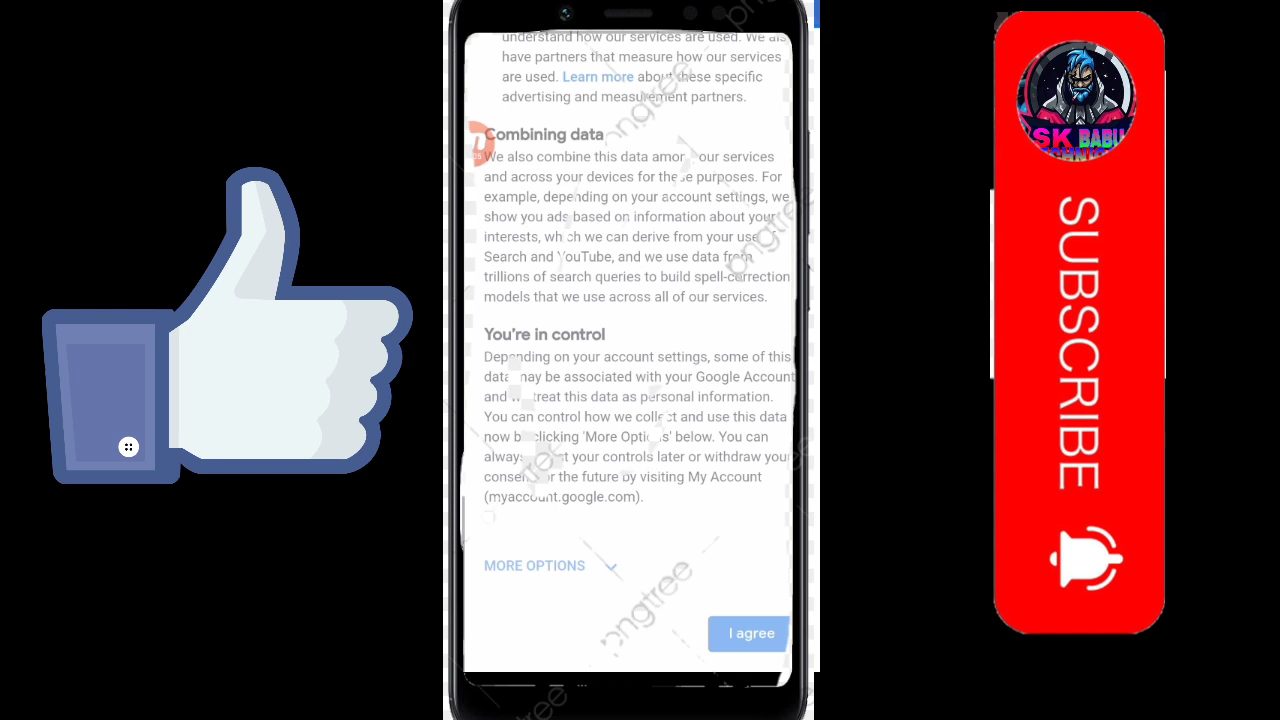 understand how our services are used. We als
have partners that measure how our services
are used. Learn more about these specific
advertising and measurement partners.
Combining data
We also combine this data amor our services
and across your devices for these purposes. For
example, depending on your account settings, we
show you ads based on information about your
interests, which we can derive from your use of
Search and YouTube, and we use data from
trillions of search queries to build spell-correction
models that we use across all of our services.
You're in control
Depending on your account settings, some of this
data may be associated with your Google Account
and we treat this data as personal information.
You can control how we collect and use this data
now by clicking 'More Options' below. You can
always your controls later or withdraw your
consent for the future by visiting My Account
(myaccount.google.com).
MORE OPTIONS
I agree
pngtree
pngtree
pngtree
SK BABU
SUBSCRIBE